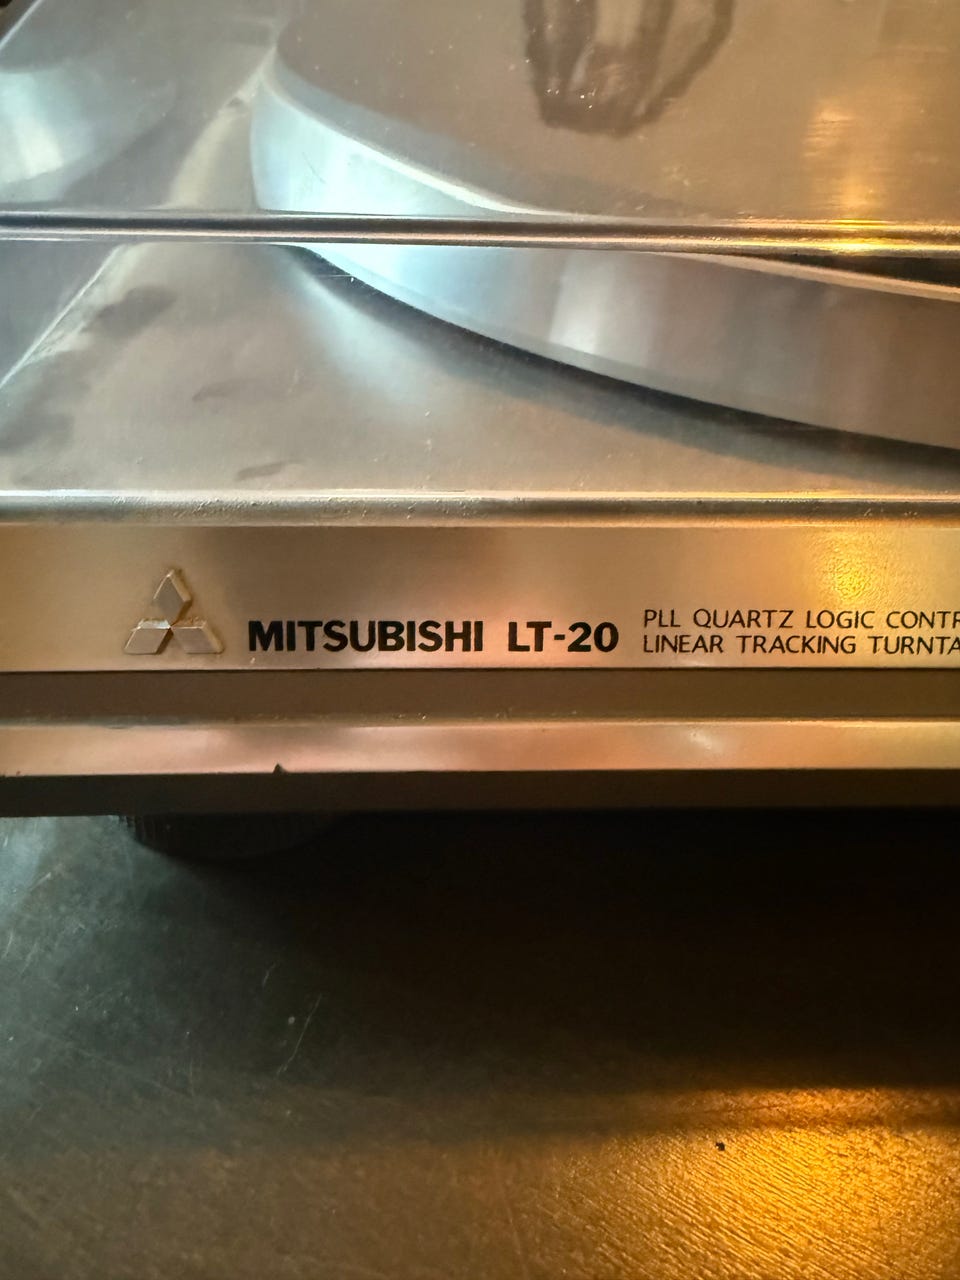 MITSUBISHI LT-20
PLL QUARTZ LOGIC CONTR
LINEAR TRACKING TURNTA